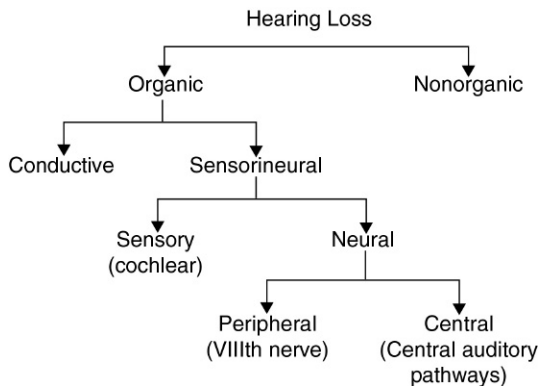 Hearing Loss
Organic
Nonorganic
Conductive
Sensorineural
Sensory
(cochlear)
Neural
Peripheral
(VIIIth nerve)
Central
(Central auditory
pathways)